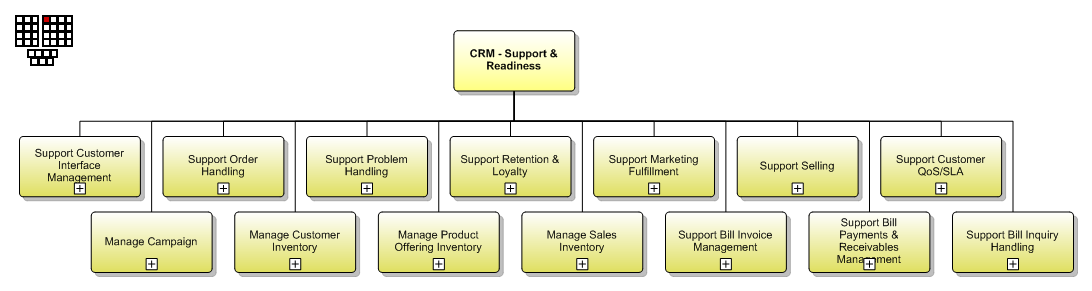 CRM - Support &
Readiness
Support Customer
Interface
Management
Support Order
Handling
Support Problem
Handling
Support Retention &
Loyalty
Support Marketing
Fulfillment
Support Selling
Support Customer
QoS/SLA
Manage Campaign
Manage Customer
Inventory
Manage Product
Offering Inventory
Manage Sales
Inventory
Support Bill Invoice
Management
Support Bill
Payments &
Receivables
Management
Support Bill Inquiry
Handling